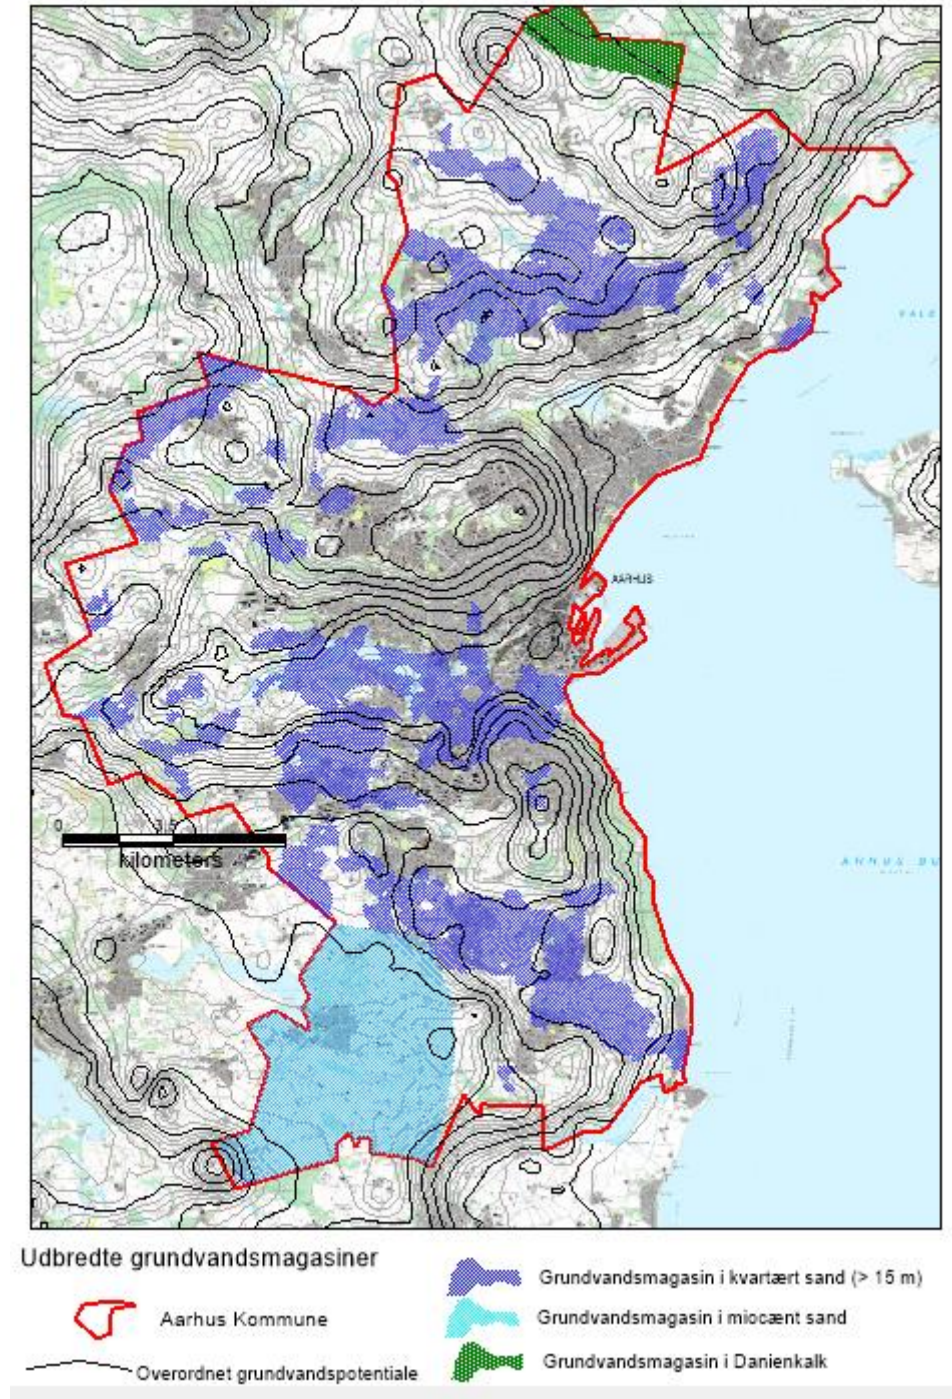 AARHUS
0
3,5
kilometers
Udbredte grundvandsmagasiner
Aarhus Kommune
Overordnet grundvandspotentiale
Grundvandsmagasin i kvartært sand (> 15 m)
Grundvandsmagasin i miocænt sand
Grundvandsmagasin i Danienkalk